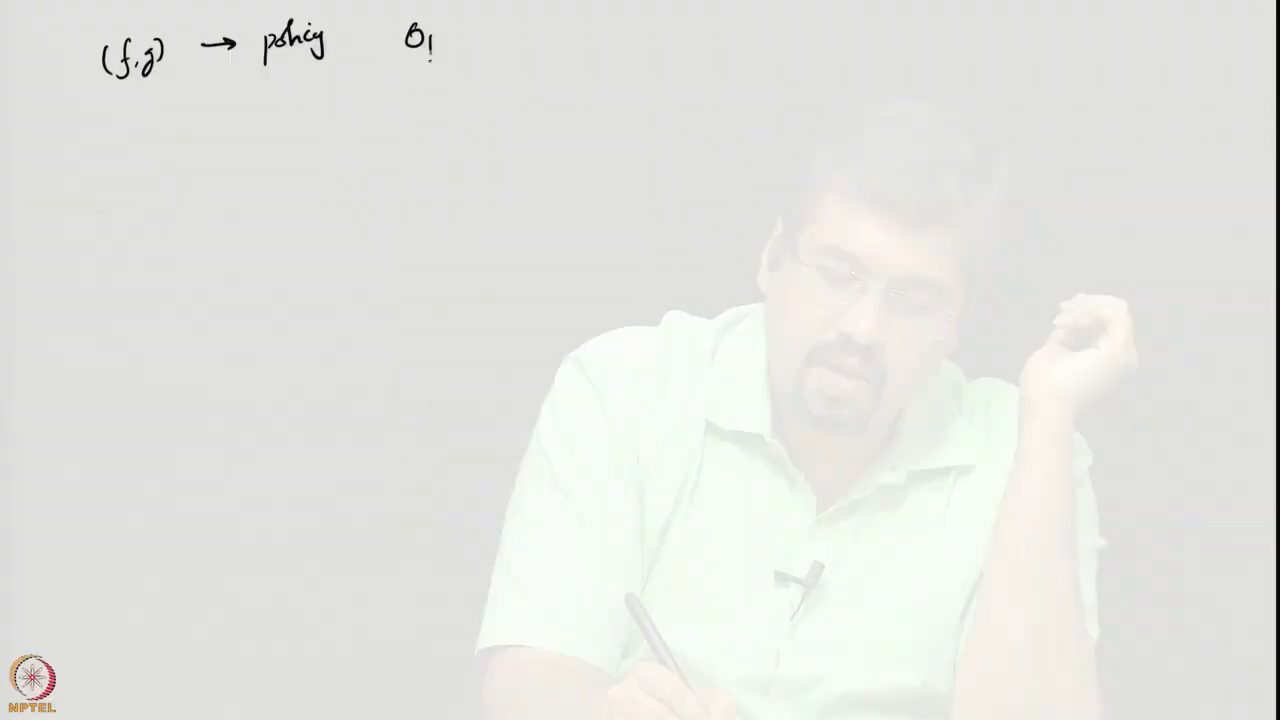 (f, g) → policy θ1
NPTEL